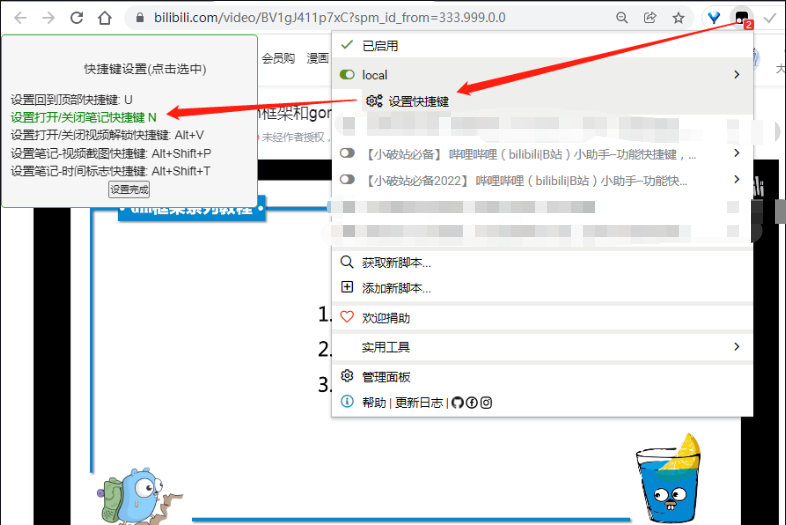 bilibili.com/video/BV1gJ411p7xC?spm_id_from=333.999.0.0
2
快捷键设置(点击选中)
设置回到顶部快捷键: U
设置打开/关闭笔记快捷键 N
设置打开/关闭视频解锁快捷键: Alt+V
设置笔记-视频截图快捷键: Alt+Shift+P
设置笔记-时间标志快捷键: Alt+Shift+T
设置完成
会员购 漫画
框架和gor
未经作者授权，
已启用
local
设置快捷键
【小破站必备】 哔哩哔哩（bilibili|B站）小助手--功能快捷键，...
【小破站必备2022】 哔哩哔哩（bilibili|B站）小助手--功能快...
获取新脚本...
添加新脚本...
欢迎捐助
实用工具
管理面板
帮助 | 更新日志 |
框架系列教程
1.
2.
3.